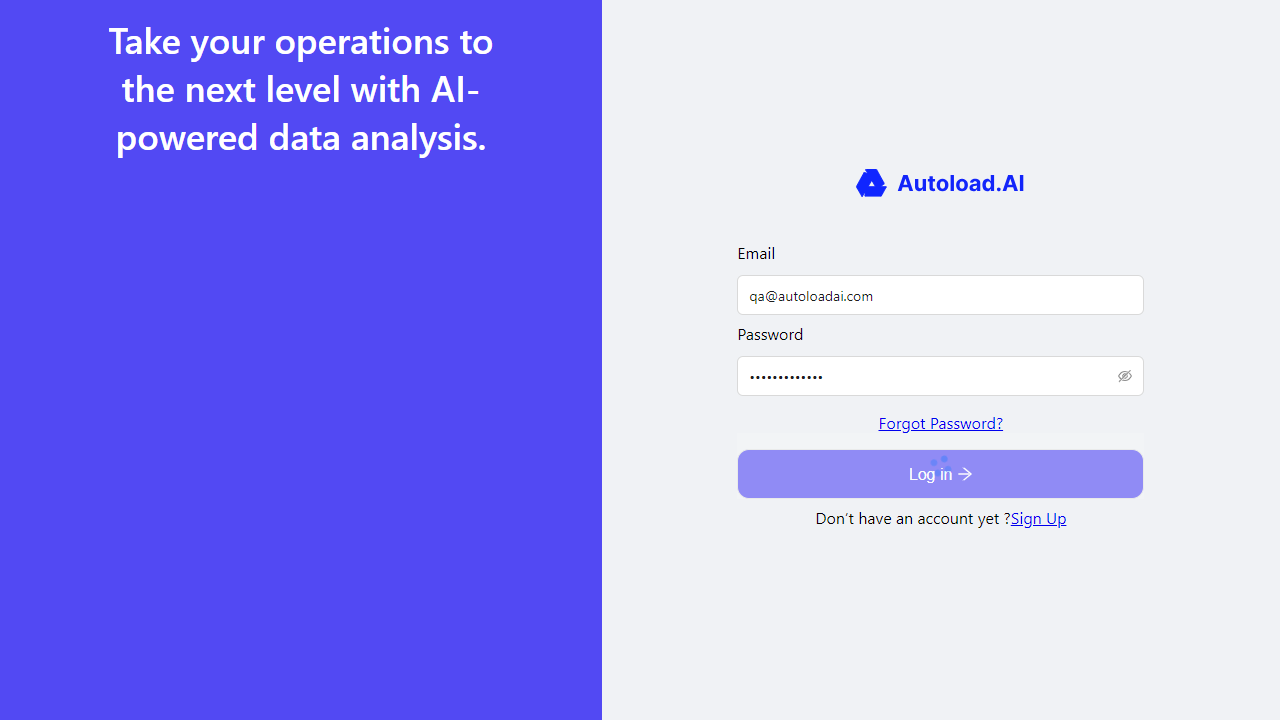 Take your operations to
the next level with AI-
powered data analysis.
Autoload.AI
Email
qa@autoloadai.com
Password
•••••••••••••
Forgot Password?
Log in →
Don't have an account yet ?Sign Up